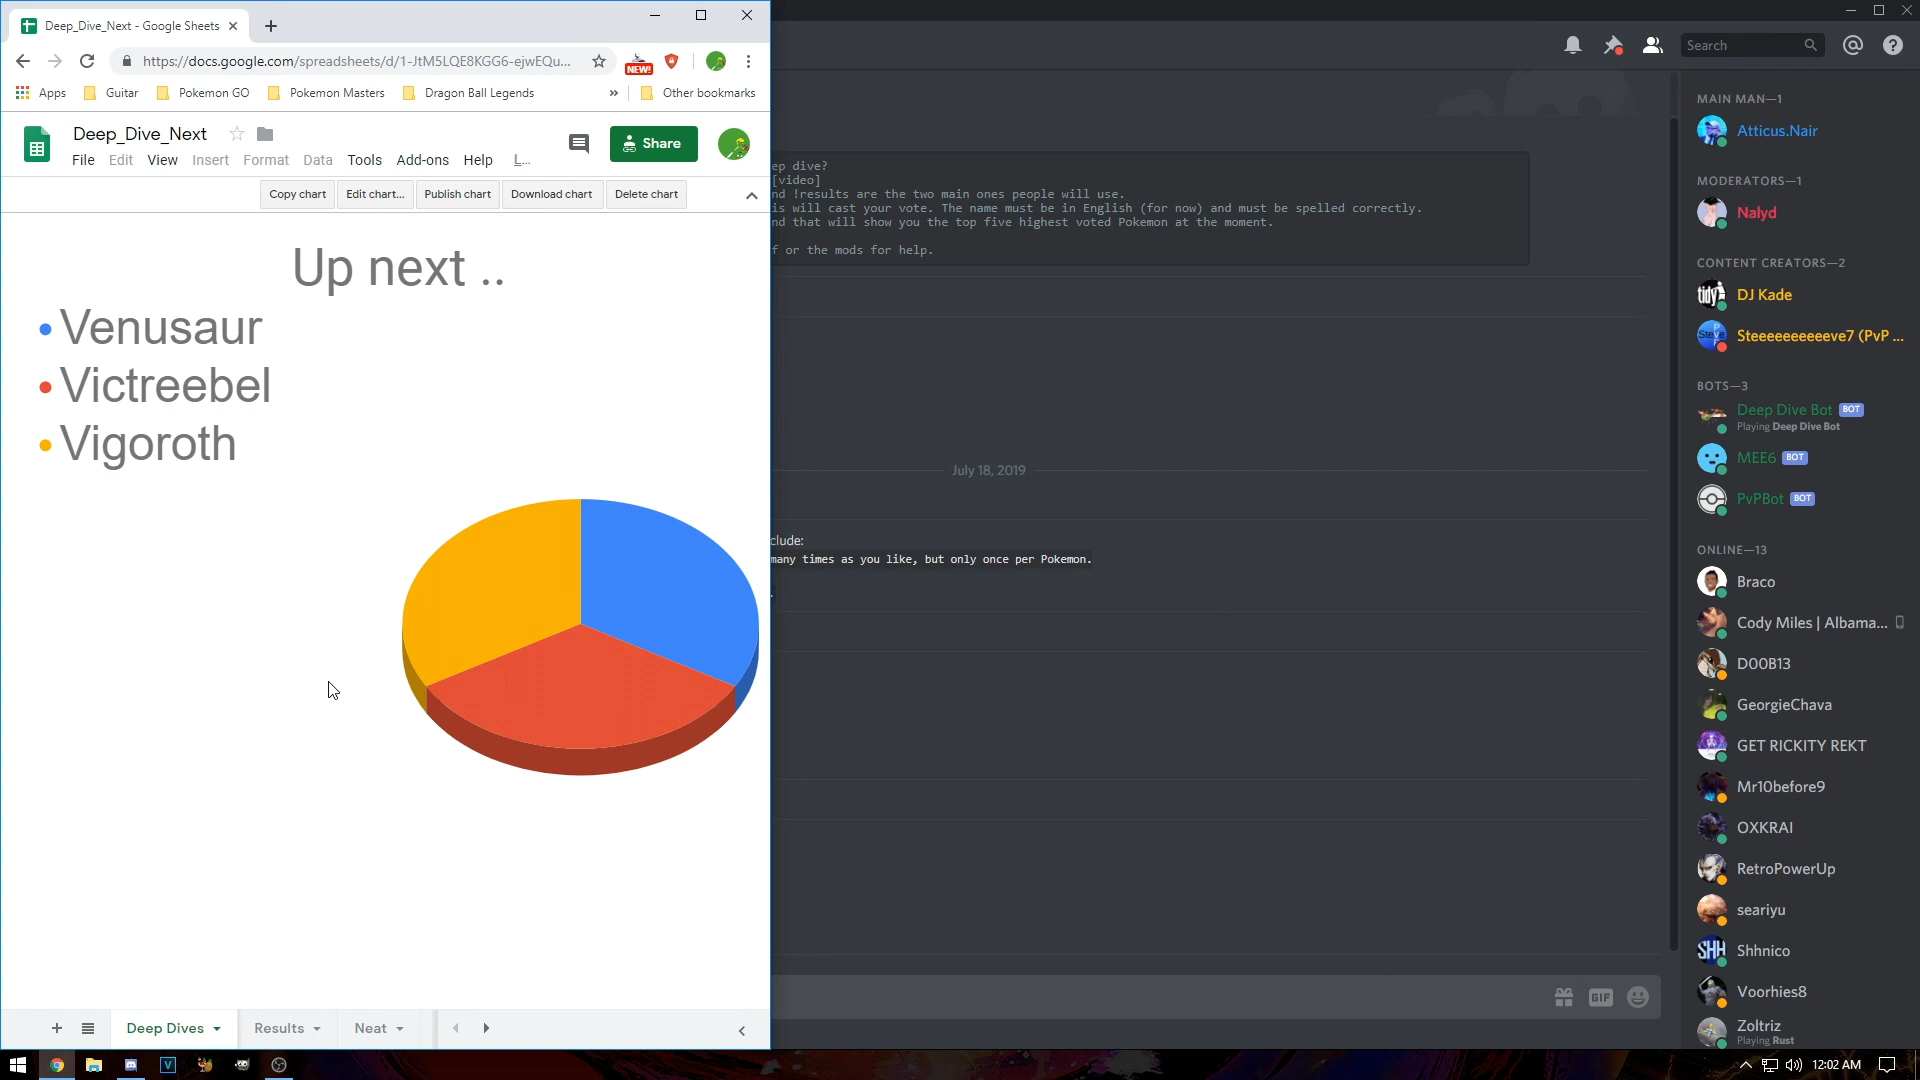 Deep_Dive_Next - Google Sheets
https://docs.google.com/spreadsheets/d/1-JtM5LQE8KGG6-ejwEQu...
NEW!
Apps Guitar Pokemon GO Pokemon Masters Dragon Ball Legends » Other bookmarks
Deep_Dive_Next
Share
File Edit View Insert Format Data Tools Add-ons Help L...
Copy chart Edit chart... Publish chart Download chart Delete chart
Up next ..
Venusaur
Victreebel
Vigoroth
Deep Dives Results Neat
Search
ep dive?
[video]
nd !results are the two main ones people will use.
is will cast your vote. The name must be in English (for now) and must be spelled correctly.
nd that will show you the top five highest voted Pokemon at the moment.
f or the mods for help.
July 18, 2019
clude:
many times as you like, but only once per Pokemon.
GIF
MAIN MAN—1
Atticus.Nair
MODERATORS—1
Nalyd
CONTENT CREATORS—2
tidy
DJ Kade
Steeeeeeeeeeve7 (PvP ...
BOTS—3
Deep Dive Bot BOT
Playing Deep Dive Bot
MEE6 BOT
PvPBot BOT
ONLINE—13
Braco
Cody Miles | Albama...
D00B13
GeorgieChava
GET RICKITY REKT
Mr10before9
OXKRAI
RetroPowerUp
seariyu
SHH
Shhnico
Voorhies8
Zoltriz
Playing Rust
12:02 AM